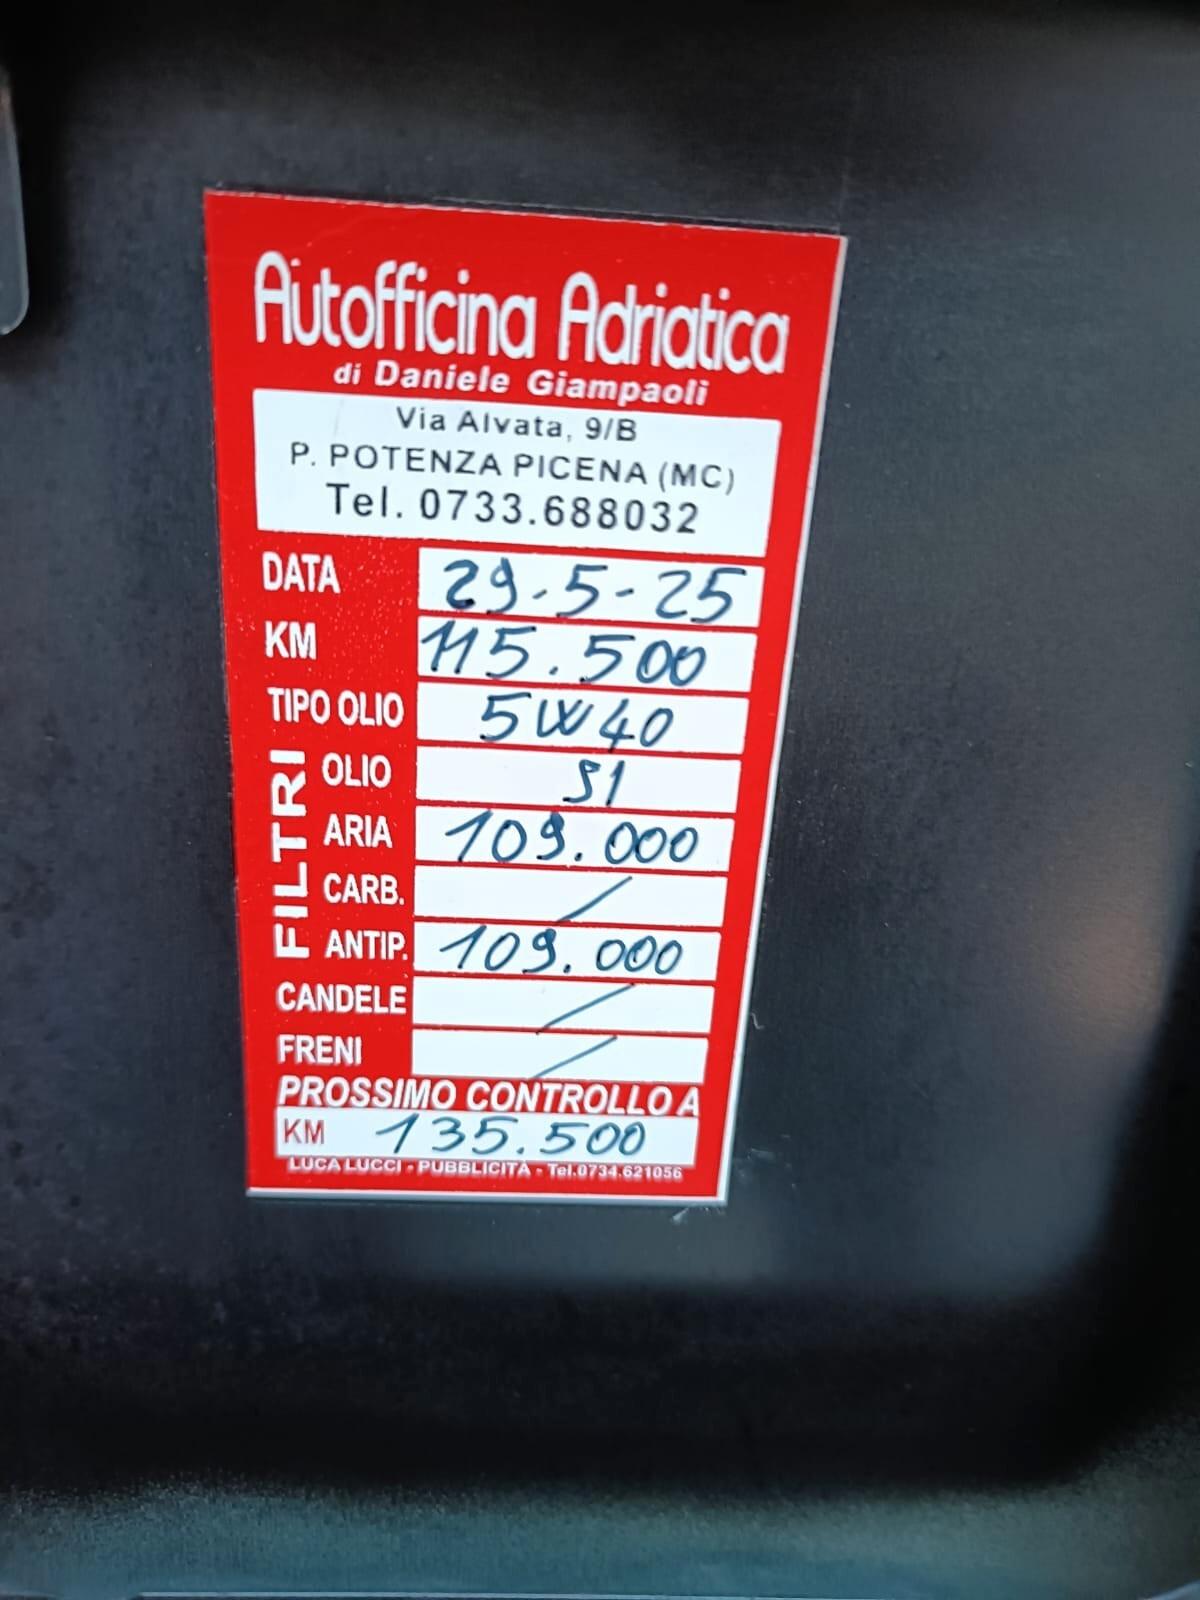 Autofficina Adriatica
di Daniele Giampaoli
Via Alvata, 9/B
P. POTENZA PICENA (MC)
Tel. 0733.688032
DATA 29-5-25
KM 115.500
TIPO OLIO 5W40
FILTRI
OLIO SI
ARIA 109.000
CARB. /
ANTIP. 109.000
CANDELE /
FRENI /
PROSSIMO CONTROLLO A
KM 135.500
LUCA LUCCI - PUBBLICITÀ - Tel.0734.621056